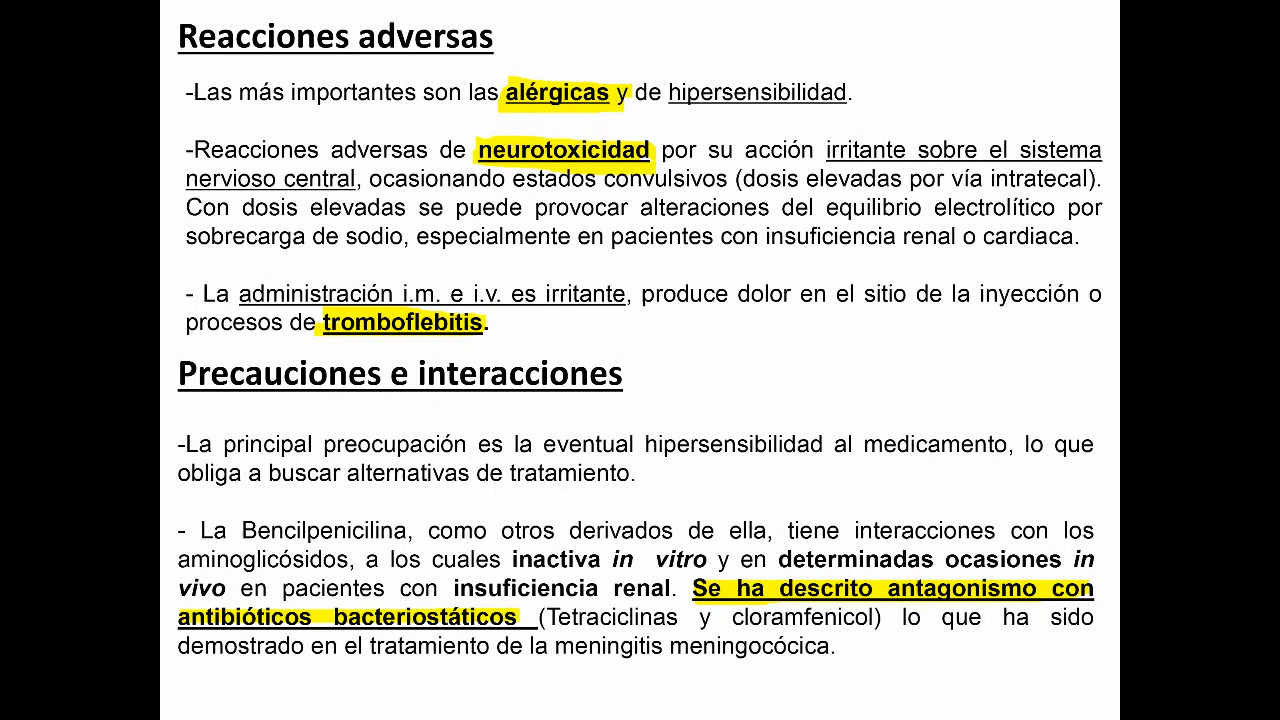 Reacciones adversas
-Las más importantes son las alérgicas y de hipersensibilidad.
-Reacciones adversas de neurotoxicidad por su acción irritante sobre el sistema
nervioso central, ocasionando estados convulsivos (dosis elevadas por vía intratecal).
Con dosis elevadas se puede provocar alteraciones del equilibrio electrolítico por
sobrecarga de sodio, especialmente en pacientes con insuficiencia renal o cardiaca.
- La administración i.m. e i.v. es irritante, produce dolor en el sitio de la inyección o
procesos de tromboflebitis.
Precauciones e interacciones
-La principal preocupación es la eventual hipersensibilidad al medicamento, lo que
obliga a buscar alternativas de tratamiento.
- La Bencilpenicilina, como otros derivados de ella, tiene interacciones con los
aminoglicósidos, a los cuales inactiva in vitro y en determinadas ocasiones in
vivo en pacientes con insuficiencia renal. Se ha descrito antagonismo con
antibióticos bacteriostáticos (Tetraciclinas y cloramfenicol) lo que ha sido
demostrado en el tratamiento de la meningitis meningocócica.